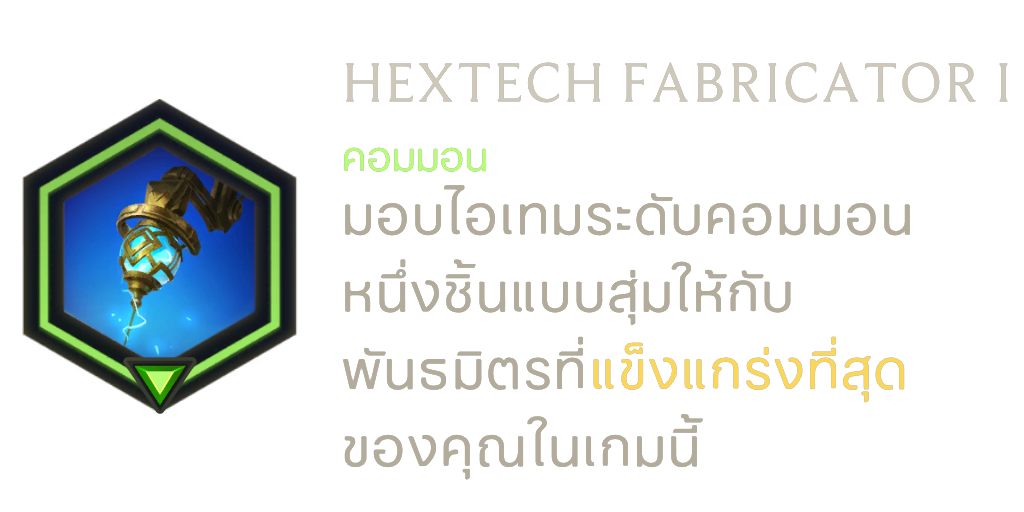 HEXTECH FABRICATOR I
คอมมอน
มอบไอเทมระดับคอมมอน
หนึ่งชิ้นแบบสุ่มให้กับ
พันธมิตรที่แข็งแกร่งที่สุด
ของคุณในเกมนี้